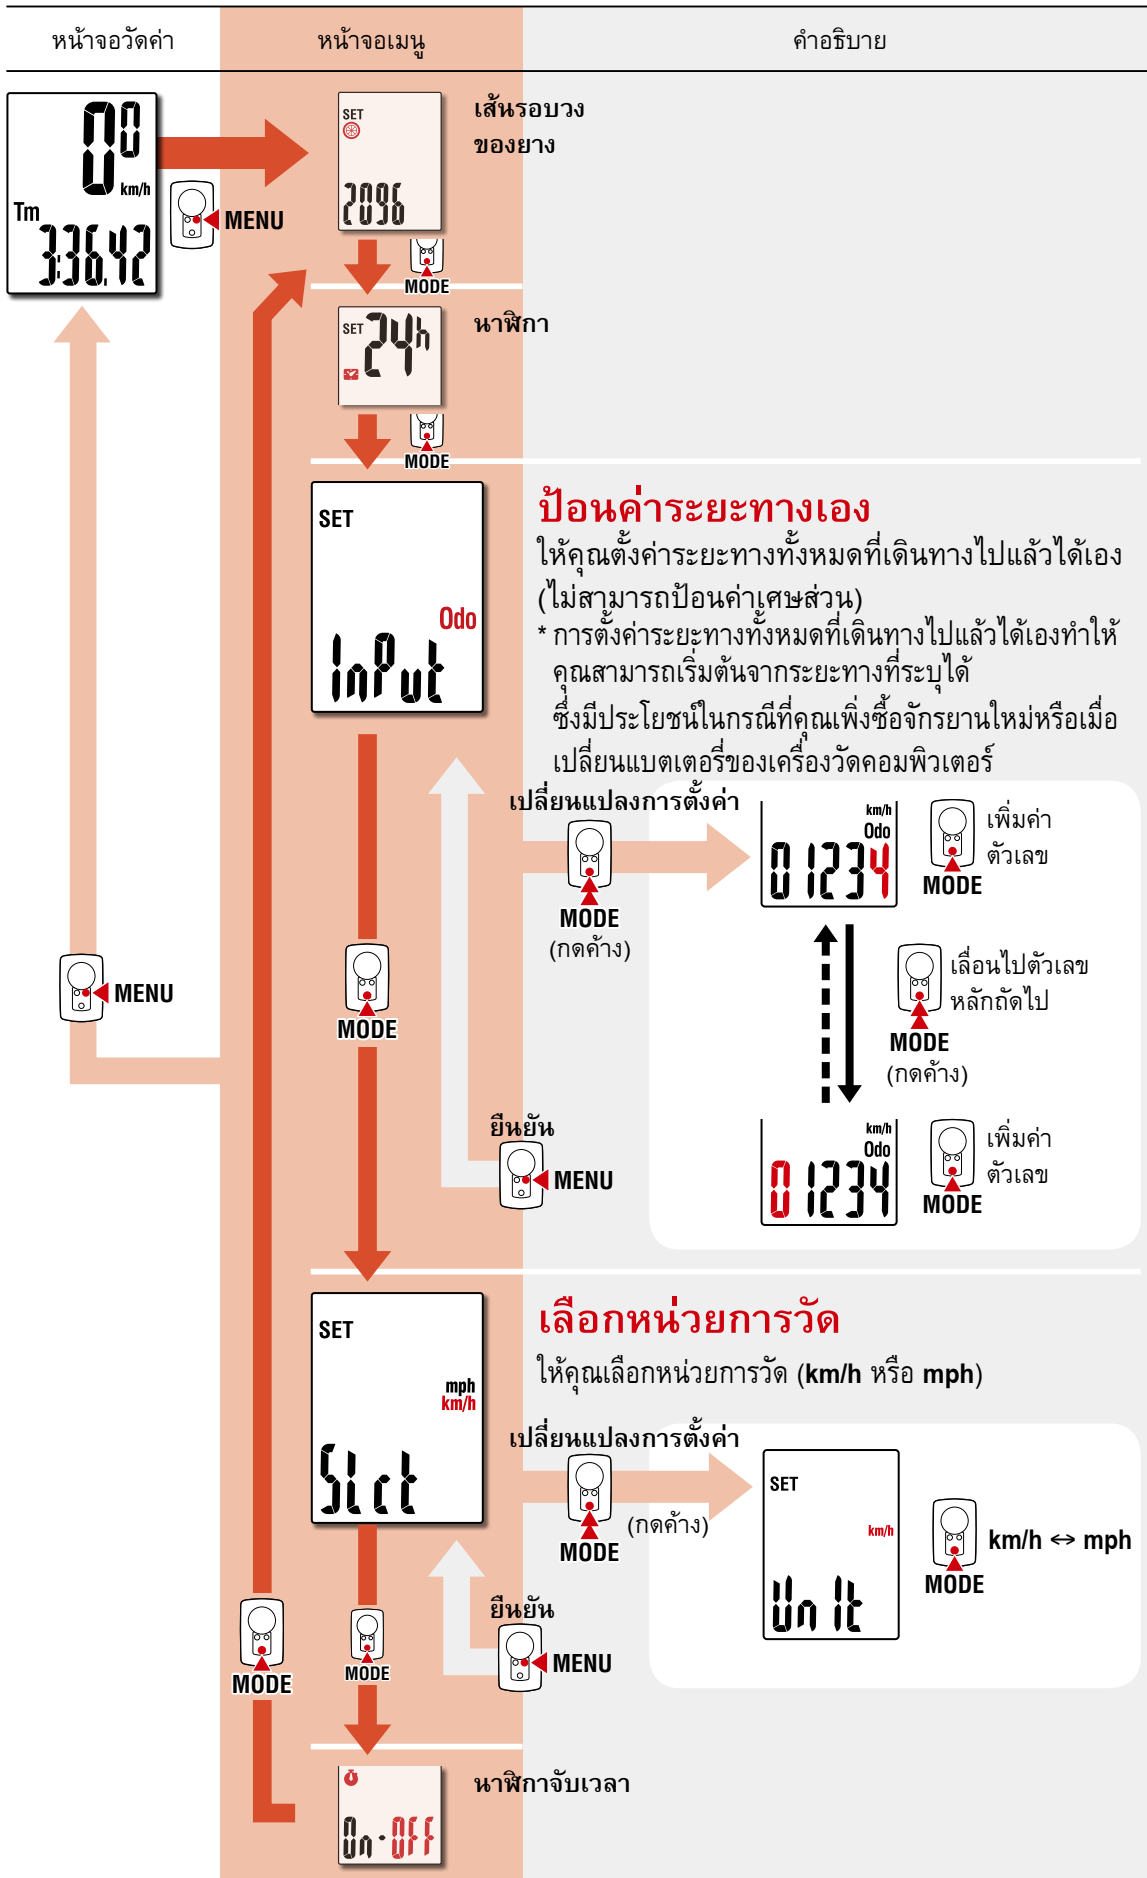 หน้าจอวัดค่า
หน้าจอเมนู
คำอธิบาย
00
km/h
Tm
3:36.42
MENU
SET
2096
เส้นรอบวง
ของยาง
MODE
SET
24h
นาฬิกา
MODE
SET
Odo
InPut
ป้อนค่าระยะทางเอง
ให้คุณตั้งค่าระยะทางทั้งหมดที่เดินทางไปแล้วได้เอง
(ไม่สามารถป้อนค่าเศษส่วน)
* การตั้งค่าระยะทางทั้งหมดที่เดินทางไปแล้วได้เองทำให้
คุณสามารถเริ่มต้นจากระยะทางที่ระบุได้
ซึ่งมีประโยชน์ในกรณีที่คุณเพิ่งซื้อจักรยานใหม่หรือเมื่อ
เปลี่ยนแบตเตอรี่ของเครื่องวัดคอมพิวเตอร์
เปลี่ยนแปลงการตั้งค่า
MODE
(กดค้าง)
km/h
Odo
01234
เพิ่มค่า
ตัวเลข
MODE
เลื่อนไปตัวเลข
หลักถัดไป
MODE
(กดค้าง)
MENU
MODE
ยืนยัน
MENU
km/h
Odo
01234
เพิ่มค่า
ตัวเลข
MODE
SET
mph
km/h
Slct
เลือกหน่วยการวัด
ให้คุณเลือกหน่วยการวัด (km/h หรือ mph)
เปลี่ยนแปลงการตั้งค่า
MODE
(กดค้าง)
SET
km/h
Unit
km/h ↔ mph
MODE
ยืนยัน
MENU
MODE
MODE
On-OFF
นาฬิกาจับเวลา